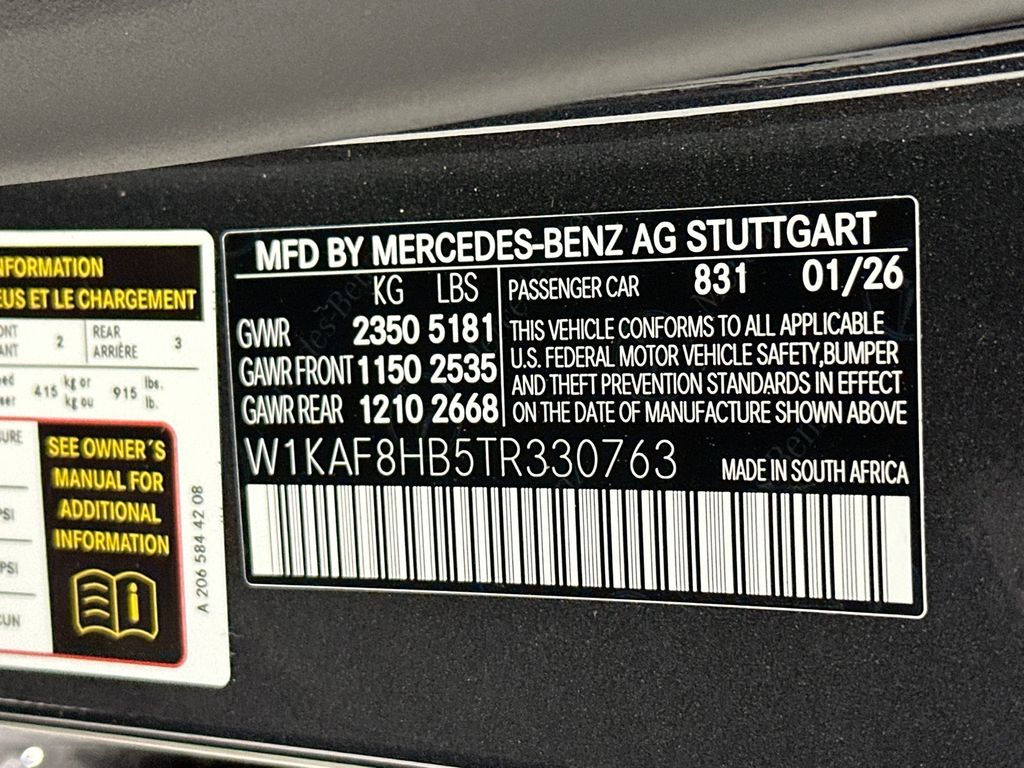 NFORMATION
EUS ET LE CHARGEMENT
ONT
ANT
2
REAR
ARRIÈRE
3
415 kg or
kg ou
915 lbs.
lb.
SEE OWNER´S
MANUAL FOR
ADDITIONAL
INFORMATION
PSI
PSI
A 206 584 42 08
MFD BY MERCEDES-BENZ AG STUTTGART
KG LBS
GVWR 2350 5181
GAWR FRONT 1150 2535
GAWR REAR 1210 2668
PASSENGER CAR 831 01/26
THIS VEHICLE CONFORMS TO ALL APPLICABLE
U.S. FEDERAL MOTOR VEHICLE SAFETY,BUMPER
AND THEFT PREVENTION STANDARDS IN EFFECT
ON THE DATE OF MANUFACTURE SHOWN ABOVE
W1KAF8HB5TR330763
MADE IN SOUTH AFRICA